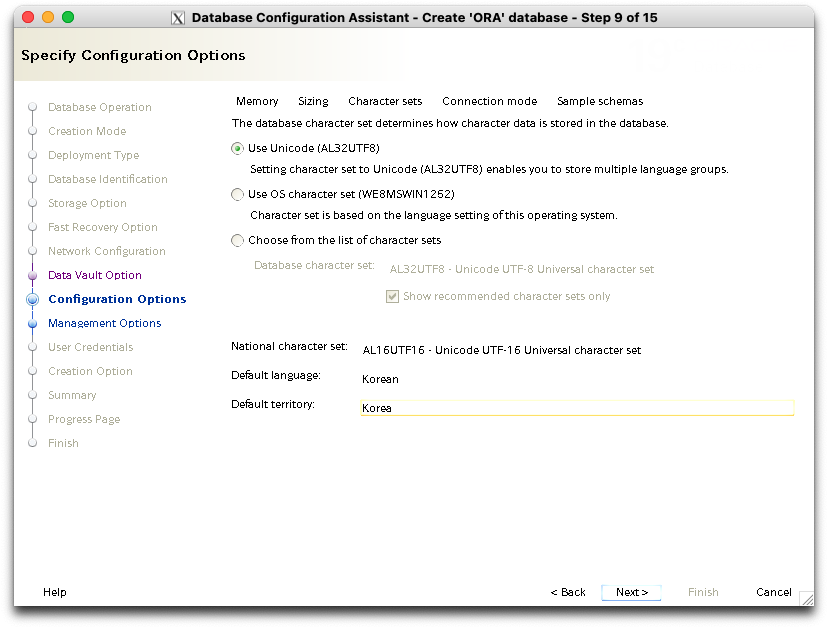 Database Configuration Assistant - Create 'ORA' database - Step 9 of 15
Specify Configuration Options
Database Operation
Creation Mode
Deployment Type
Database Identification
Storage Option
Fast Recovery Option
Network Configuration
Data Vault Option
Configuration Options
Management Options
User Credentials
Creation Option
Summary
Progress Page
Finish
Memory Sizing Character sets Connection mode Sample schemas
The database character set determines how character data is stored in the database.
Use Unicode (AL32UTF8)
Setting character set to Unicode (AL32UTF8) enables you to store multiple language groups.
Use OS character set (WE8MSWIN1252)
Character set is based on the language setting of this operating system.
Choose from the list of character sets
Database character set: AL32UTF8 - Unicode UTF-8 Universal character set
Show recommended character sets only
National character set: AL16UTF16 - Unicode UTF-16 Universal character set
Default language: Korean
Default territory: Korea
Help < Back Next > Finish Cancel